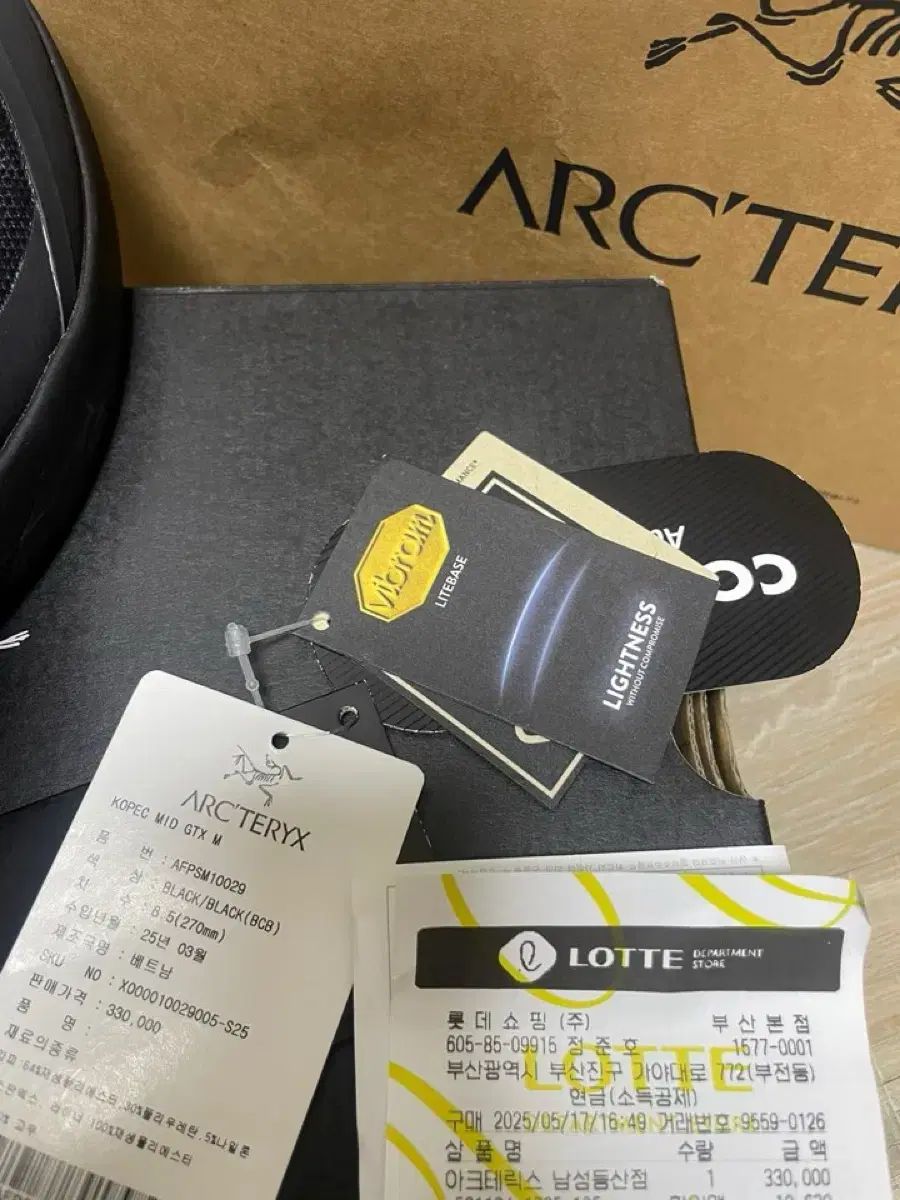 ARC'TE
CO
Vibram
LITEBASE
LIGHTNESS
WITHOUT COMPROMISE
ARC'TERYX
KOPEC MID GTX M
품 번 : AFPSM10029
색 상 : BLACK/BLACK(BCB)
치 수 : 8.5(270mm)
수입년월 : 25년 03월
제조국명 : 베트남
SKU NO : X000010029005-S25
판매가격 : 330,000
품 명 :
재료의종류
LOTTE DEPARTMENT STORE
롯데쇼핑(주) 부산본점
605-85-09915 정준호 1577-0001
부산광역시 부산진구 가야대로 772(부전동)
현금(소득공제)
구매 2025/05/17/16:49 거래번호 9559-0126
상품명 수량 금액
아크테릭스 남성등산점 1 330,000